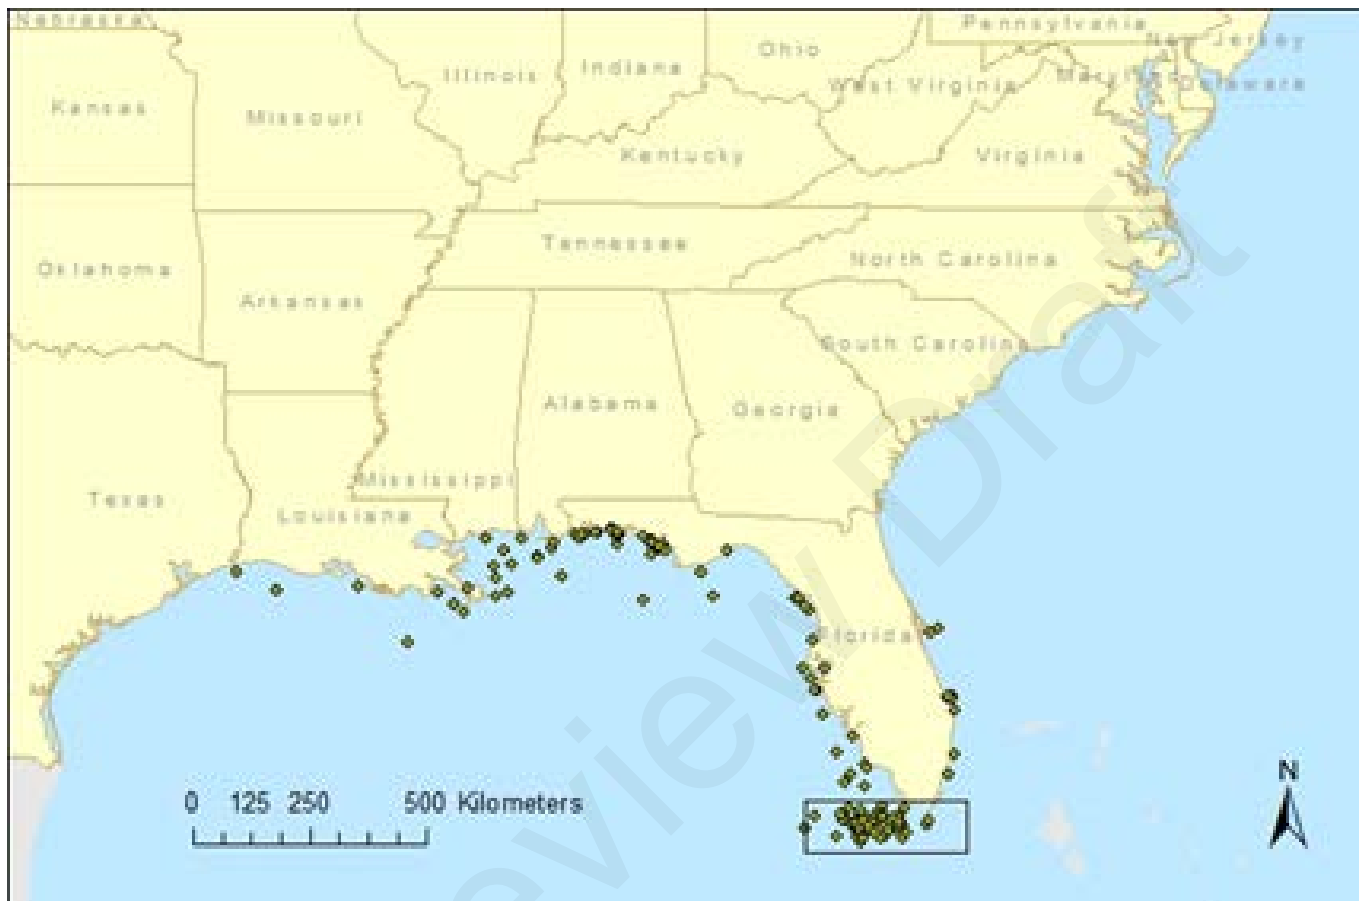 Nebraska
Pennsylvania
Ohio
New Jersey
Illinois
Indiana
West Virginia
Maryland
Delaware
Kansas
Missouri
Kentucky
Virginia
Tennessee
North Carolina
Oklahoma
Arkansas
South Carolina
Alabama
Georgia
Mississippi
Texas
Louisiana
Florida
N
0 125 250 500 Kilometers
review Draft